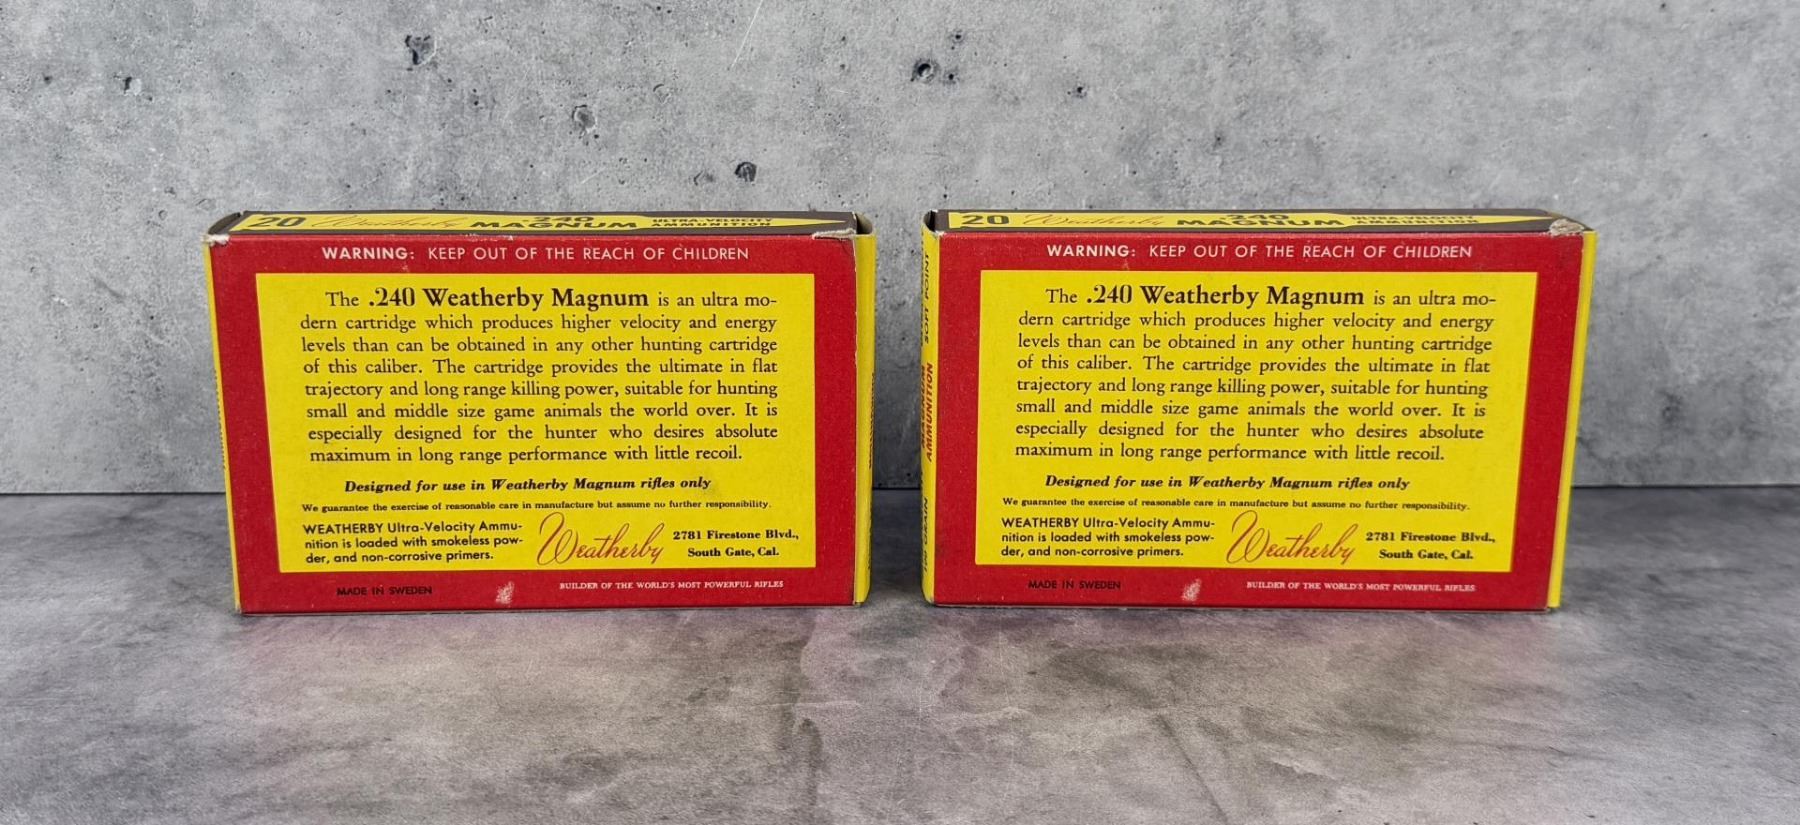 20 Weatherby .240 MAGNUM ULTRA-VELOCITY AMMUNITION
WARNING: KEEP OUT OF THE REACH OF CHILDREN
The .240 Weatherby Magnum is an ultra mo-
dern cartridge which produces higher velocity and energy
levels than can be obtained in any other hunting cartridge
of this caliber. The cartridge provides the ultimate in flat
trajectory and long range killing power, suitable for hunting
small and middle size game animals the world over. It is
especially designed for the hunter who desires absolute
maximum in long range performance with little recoil.
Designed for use in Weatherby Magnum rifles only
We guarantee the exercise of reasonable care in manufacture but assume no further responsibility.
WEATHERBY Ultra-Velocity Ammu-
nition is loaded with smokeless pow-
der, and non-corrosive primers.
Weatherby
2781 Firestone Blvd.,
South Gate, Cal.
MADE IN SWEDEN
BUILDER OF THE WORLD'S MOST POWERFUL RIFLES
20 Weatherby .240 MAGNUM ULTRA-VELOCITY AMMUNITION
SOFT POINT
MAGNUM
AMMUNITION
GRAIN
WARNING: KEEP OUT OF THE REACH OF CHILDREN
The .240 Weatherby Magnum is an ultra mo-
dern cartridge which produces higher velocity and energy
levels than can be obtained in any other hunting cartridge
of this caliber. The cartridge provides the ultimate in flat
trajectory and long range killing power, suitable for hunting
small and middle size game animals the world over. It is
especially designed for the hunter who desires absolute
maximum in long range performance with little recoil.
Designed for use in Weatherby Magnum rifles only
We guarantee the exercise of reasonable care in manufacture but assume no further responsibility.
WEATHERBY Ultra-Velocity Ammu-
nition is loaded with smokeless pow-
der, and non-corrosive primers.
Weatherby
2781 Firestone Blvd.,
South Gate, Cal.
MADE IN SWEDEN
BUILDER OF THE WORLD'S MOST POWERFUL RIFLES